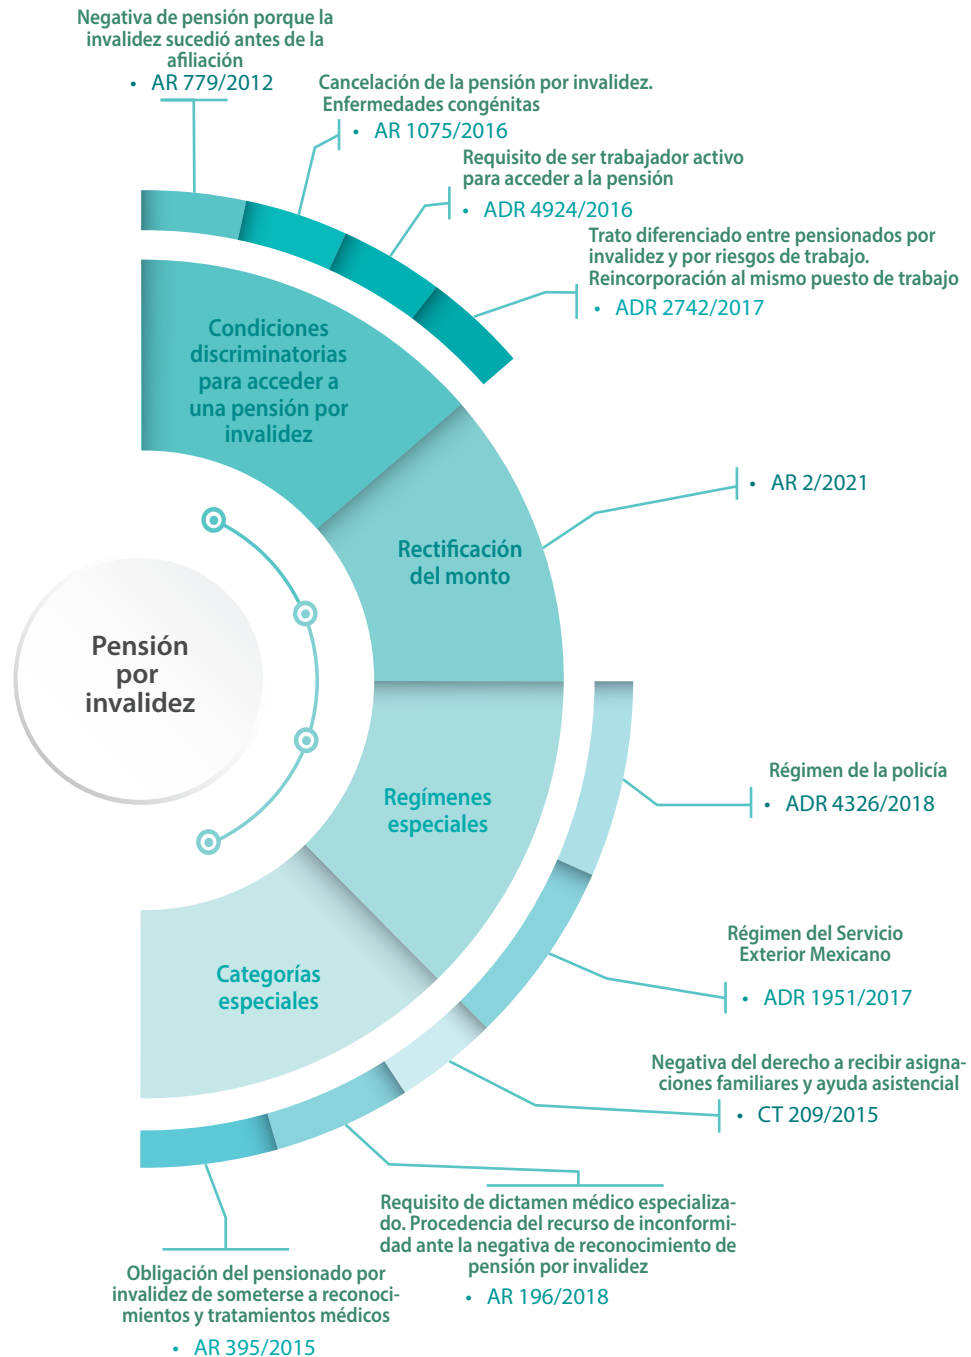 Negativa de pensión porque la
invalidez sucedió antes de la
afiliación
• AR 779/2012
Cancelación de la pensión por invalidez.
Enfermedades congénitas
• AR 1075/2016
Requisito de ser trabajador activo
para acceder a la pensión
• ADR 4924/2016
Trato diferenciado entre pensionados por
invalidez y por riesgos de trabajo.
Reincorporación al mismo puesto de trabajo
• ADR 2742/2017
Condiciones
discriminatorias
para acceder a
una pensión por
invalidez
• AR 2/2021
Rectificación
del monto
Pensión
por
invalidez
Régimen de la policía
• ADR 4326/2018
Regímenes
especiales
Régimen del Servicio
Exterior Mexicano
• ADR 1951/2017
Categorías
especiales
Negativa del derecho a recibir asigna-
ciones familiares y ayuda asistencial
• CT 209/2015
Requisito de dictamen médico especializa-
do. Procedencia del recurso de inconformi-
dad ante la negativa de reconocimiento de
pensión por invalidez
• AR 196/2018
Obligación del pensionado por
invalidez de someterse a reconoci-
mientos y tratamientos médicos
• AR 395/2015